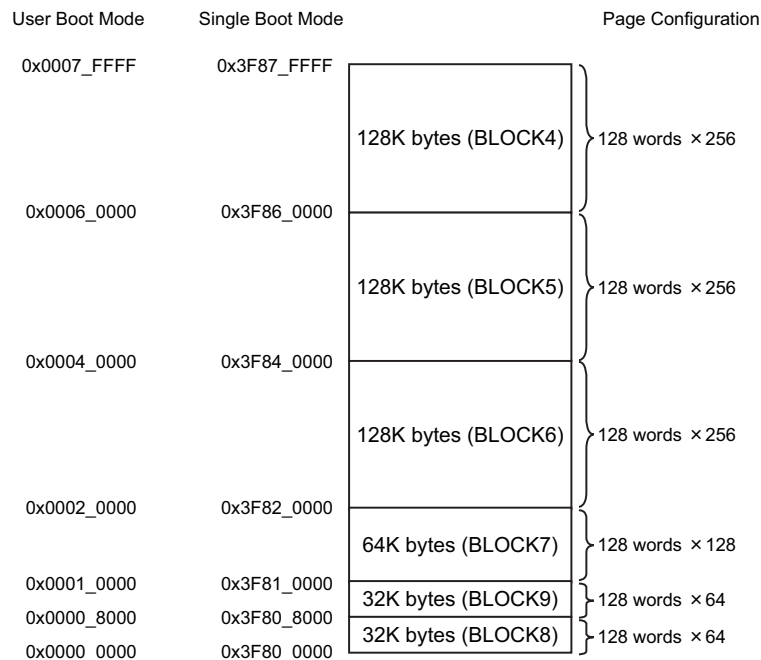 User Boot Mode Single Boot Mode Page Configuration
0x0007_FFFF 0x3F87_FFFF
128K bytes (BLOCK4) 128 words ×256
0x0006_0000 0x3F86_0000
128K bytes (BLOCK5) 128 words ×256
0x0004_0000 0x3F84_0000
128K bytes (BLOCK6) 128 words ×256
0x0002_0000 0x3F82_0000
64K bytes (BLOCK7) 128 words ×128
0x0001_0000 0x3F81_0000
32K bytes (BLOCK9) 128 words ×64
0x0000_8000 0x3F80_8000
32K bytes (BLOCK8) 128 words ×64
0x0000_0000 0x3F80_0000